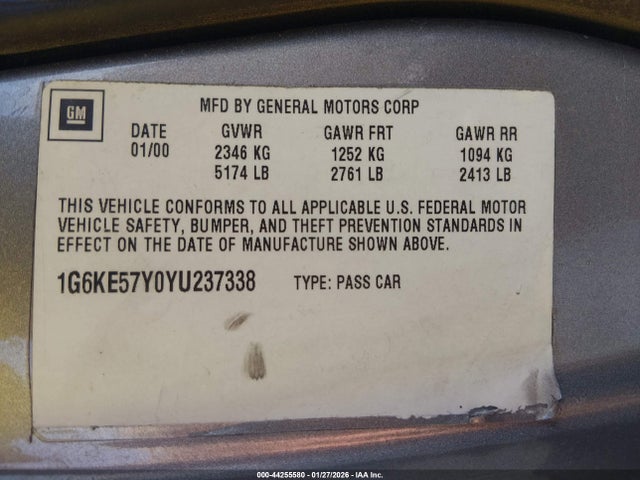 GM
MFD BY GENERAL MOTORS CORP
DATE GVWR GAWR FRT GAWR RR
01/00 2346 KG 1252 KG 1094 KG
5174 LB 2761 LB 2413 LB
THIS VEHICLE CONFORMS TO ALL APPLICABLE U.S. FEDERAL MOTOR
VEHICLE SAFETY, BUMPER, AND THEFT PREVENTION STANDARDS IN
EFFECT ON THE DATE OF MANUFACTURE SHOWN ABOVE.
1G6KE57Y0YU237338 TYPE: PASS CAR
000-44255580 | 01/27/2026 | IAA Inc.